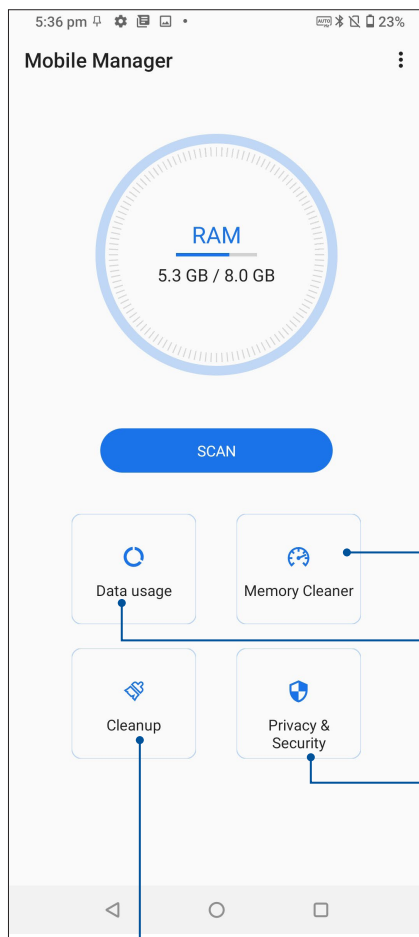 5:36 pm AUTO 23%
Mobile Manager
RAM
5.3 GB / 8.0 GB
SCAN
Data usage
Memory Cleaner
Cleanup
Privacy &
Security